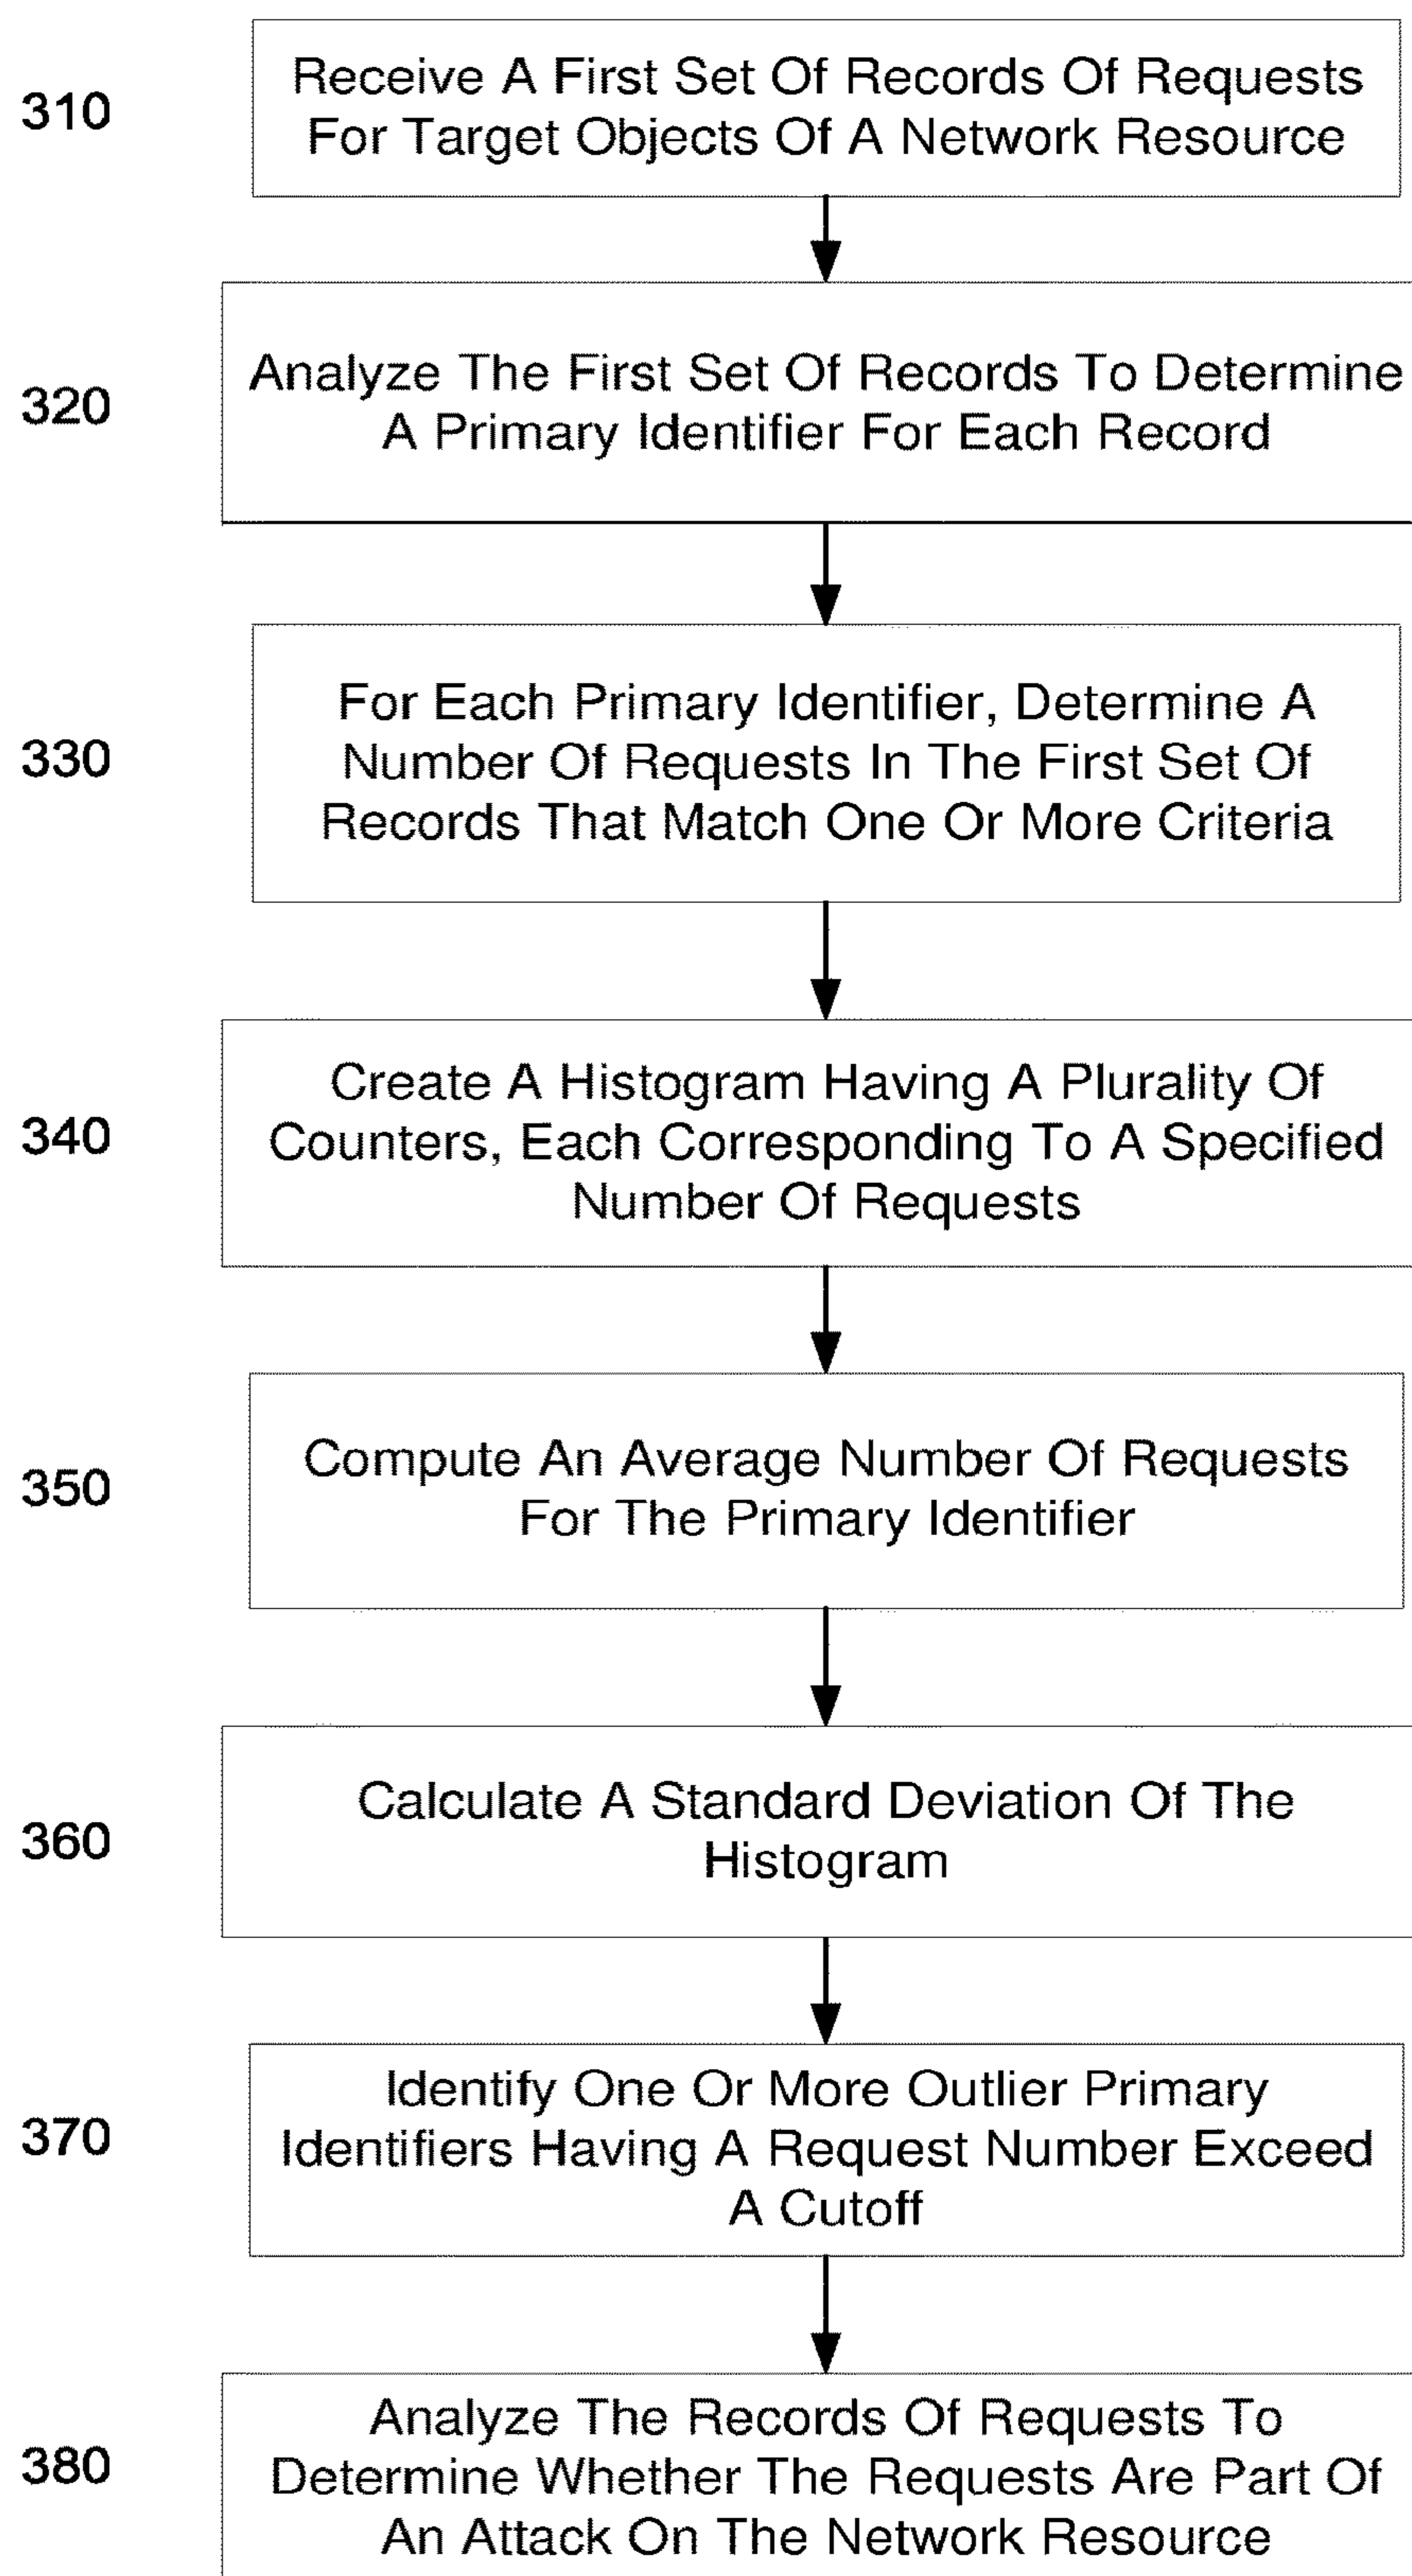 310
Receive A First Set Of Records Of Requests
For Target Objects Of A Network Resource
320
Analyze The First Set Of Records To Determine
A Primary Identifier For Each Record
330
For Each Primary Identifier, Determine A
Number Of Requests In The First Set Of
Records That Match One Or More Criteria
340
Create A Histogram Having A Plurality Of
Counters, Each Corresponding To A Specified
Number Of Requests
350
Compute An Average Number Of Requests
For The Primary Identifier
360
Calculate A Standard Deviation Of The
Histogram
370
Identify One Or More Outlier Primary
Identifiers Having A Request Number Exceed
A Cutoff
380
Analyze The Records Of Requests To
Determine Whether The Requests Are Part Of
An Attack On The Network Resource